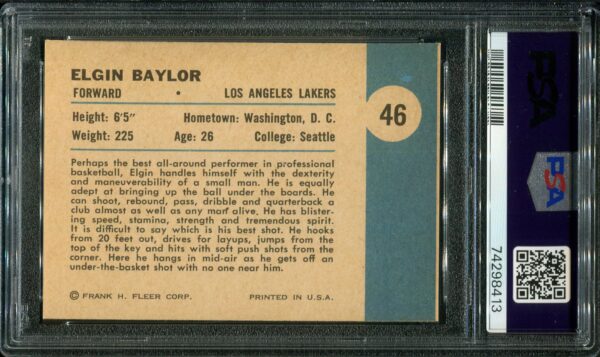 ELGIN BAYLOR
FORWARD • LOS ANGELES LAKERS
Height: 6'5" Hometown: Washington, D. C.
Weight: 225 Age: 26 College: Seattle
46
Perhaps the best all-around performer in professional
basketball, Elgin handles himself with the dexterity
and maneuverability of a small man. He is equally
adept at bringing up the ball under the boards. He
can shoot, rebound, pass, dribble and quarterback a
club almost as well as any man alive. He has blister-
ing speed, stamina, strength and tremendous spirit.
It is difficult to say which is his best shot. He hooks
from 20 feet out, drives for layups, jumps from the
top of the key and hits with soft push shots from the
corner. Here he hangs in mid-air as he gets off an
under-the-basket shot with no one near him.
© FRANK H. FLEER CORP. PRINTED IN U.S.A.
PSA
PSA
74298413